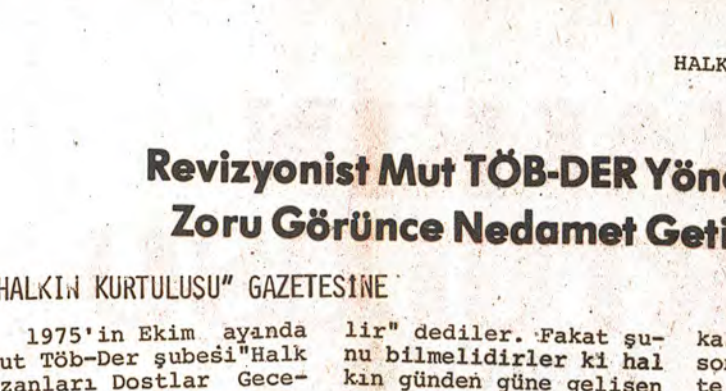 HALK
Revizyonist Mut TÖB-DER Yöne
Zoru Görünce Nedamet Geti
HALKIN KURTULUSU" GAZETESİNE
1975'in Ekim ayında
ut Töb-Der şubesi"Halk
zanları Dostlar Gece-
lir" dediler. Fakat şu-
nu bilmelidirler ki hal
kın günden güne gelişen
ka
so